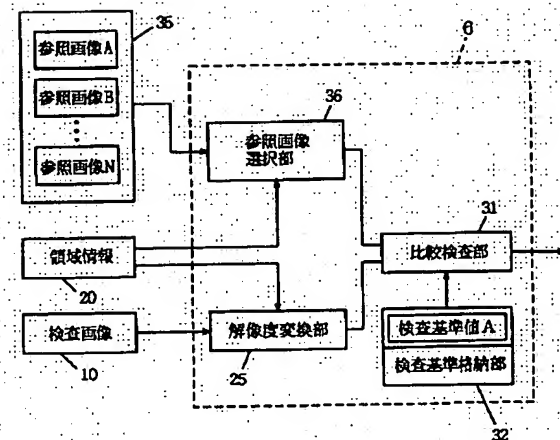 35
参照画像A
参照画像B
参照画像N
6
36
参照画像
選択部
31
比較検査部
領域情報
20
検査画像
10
解像度変換部
25
検査基準値A
検査基準格納部
32